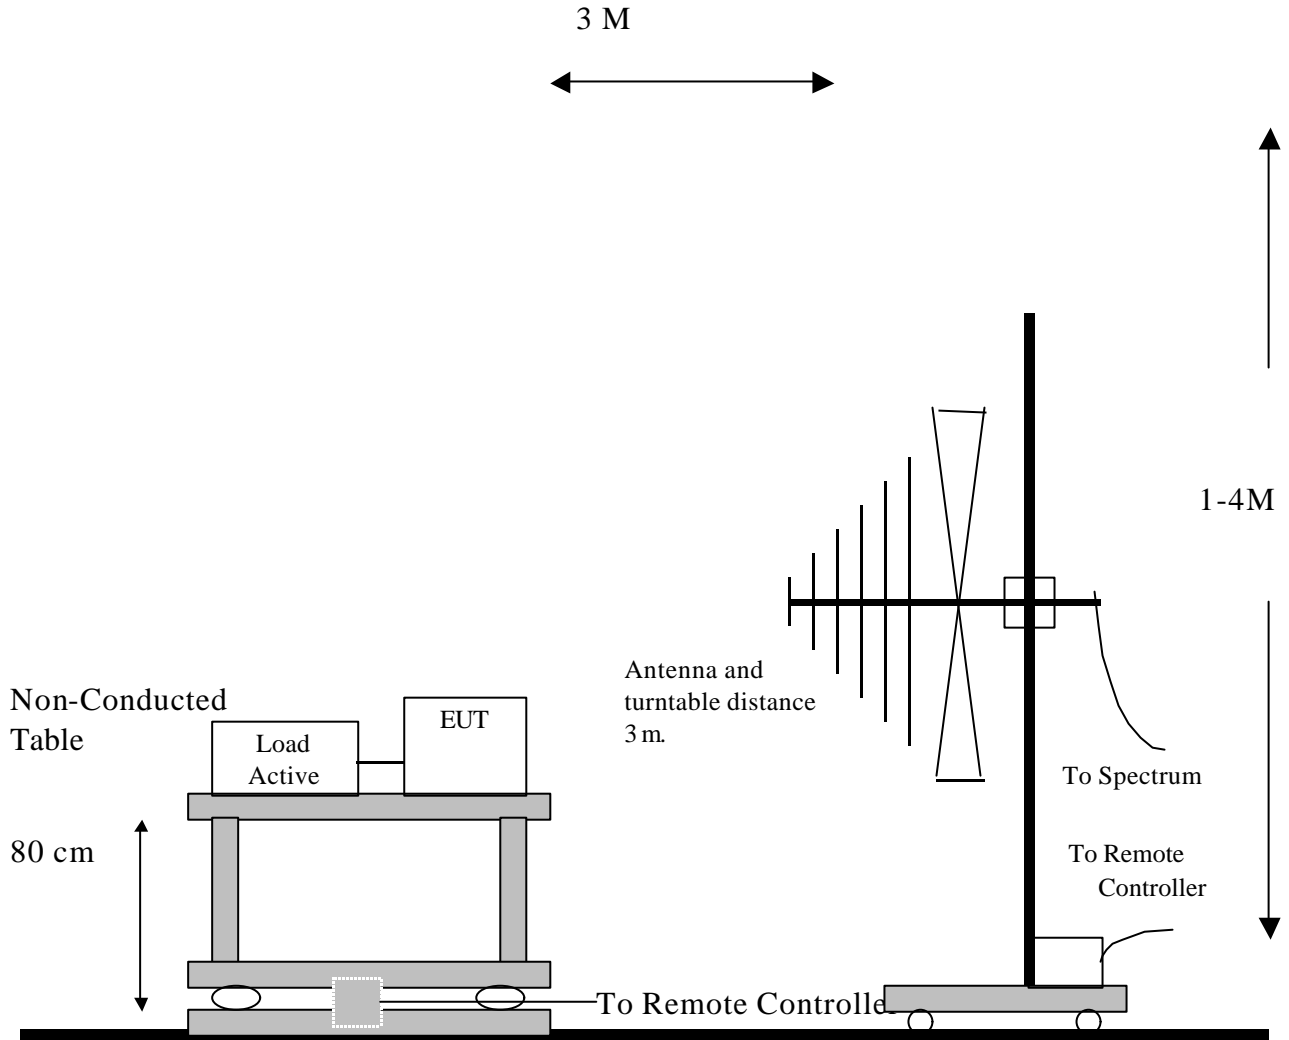 3 M
1-4M
Antenna and
turntable distance
3 m.
Non-Conducted
Table
EUT
Load
Active
To Spectrum
80 cm
To Remote
Controller
To Remote Controlle